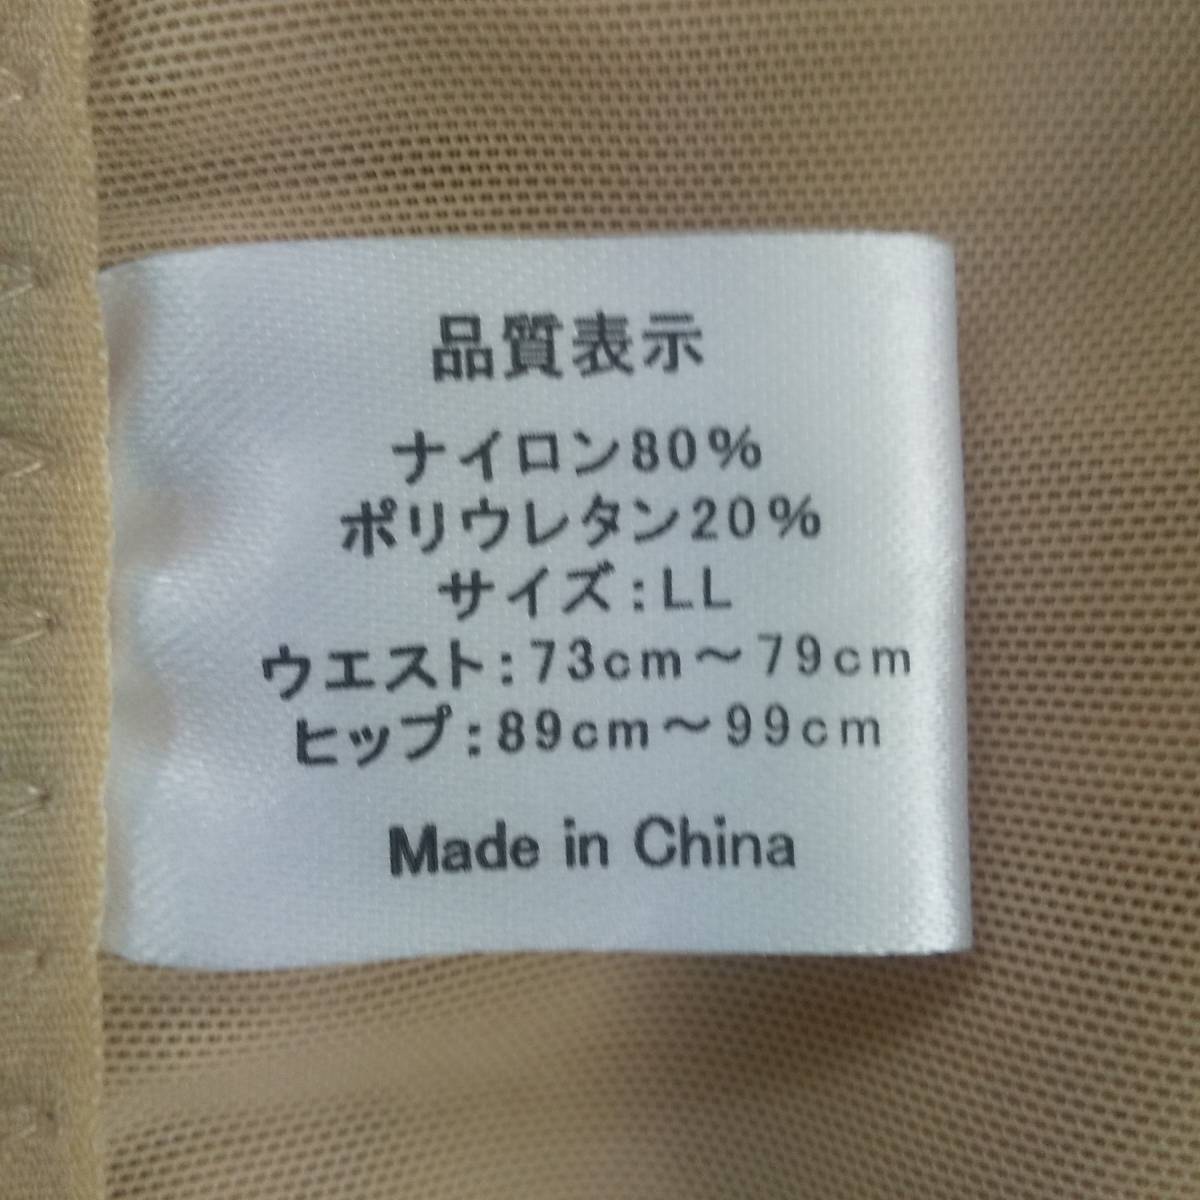 品質表示
ナイロン80%
ポリウレタン20%
サイズ:LL
ウエスト:73cm～79cm
ヒップ:89cm～99cm
Made in China